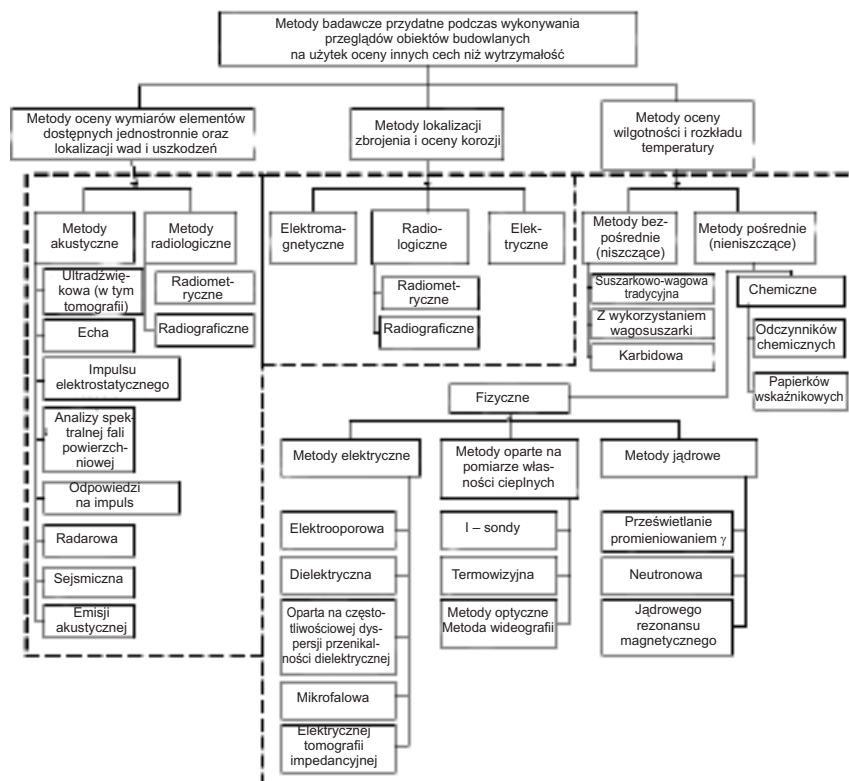 Metody badawcze przydatne podczas wykonywania
przeglądów obiektów budowlanych
na użytek oceny innych cech niż wytrzymałość
Metody oceny wymiarów elementów
dostępnych jednostronnie oraz
lokalizacji wad i uszkodzeń
Metody lokalizacji
zbrojenia i oceny korozji
Metody oceny
wilgotności i rozkładu
temperatury
Metody
akustyczne
Metody
radiologiczne
Elektroma-
gnetyczne
Radio-
logiczne
Elek-
tryczne
Metody bez-
pośrednie (niszczące)
Metody pośrednie
(nieniszczące)
Ultradźwię-
kowa (w tym
tomografii)
Echa
Impulsu
elektrostatycznego
Analizy spek-
tralnej fali
powierzch-
niowej
Odpowiedzi
na impuls
Radarowa
Sejsmiczna
Emisji
akustycznej
Radiomet-
ryczne
Radiograficzne
Radiomet-
ryczne
Radiograficzne
Suszarkowo-wagowa
tradycyjna
Z wykorzystaniem
wagosuszarki
Karbidowa
Chemiczne
Odczynników
chemicznych
Papierków
wskaźnikowych
Fizyczne
Metody elektryczne
Metody oparte na
pomiarze włas-
ności cieplnych
Metody jądrowe
Elektrooporowa
Dielektryczna
Oparta na często-
tliwościowej dys-
persji przenikal-
ności dielektrycznej
Mikrofalowa
Elektrycznej
tomografii
impedancyjnej
I – sondy
Termowizyjna
Metody optyczne
Metoda wideografii
Prześwietlanie
promieniowaniem γ
Neutronowa
Jądrowego
rezonansu
magnetycznego